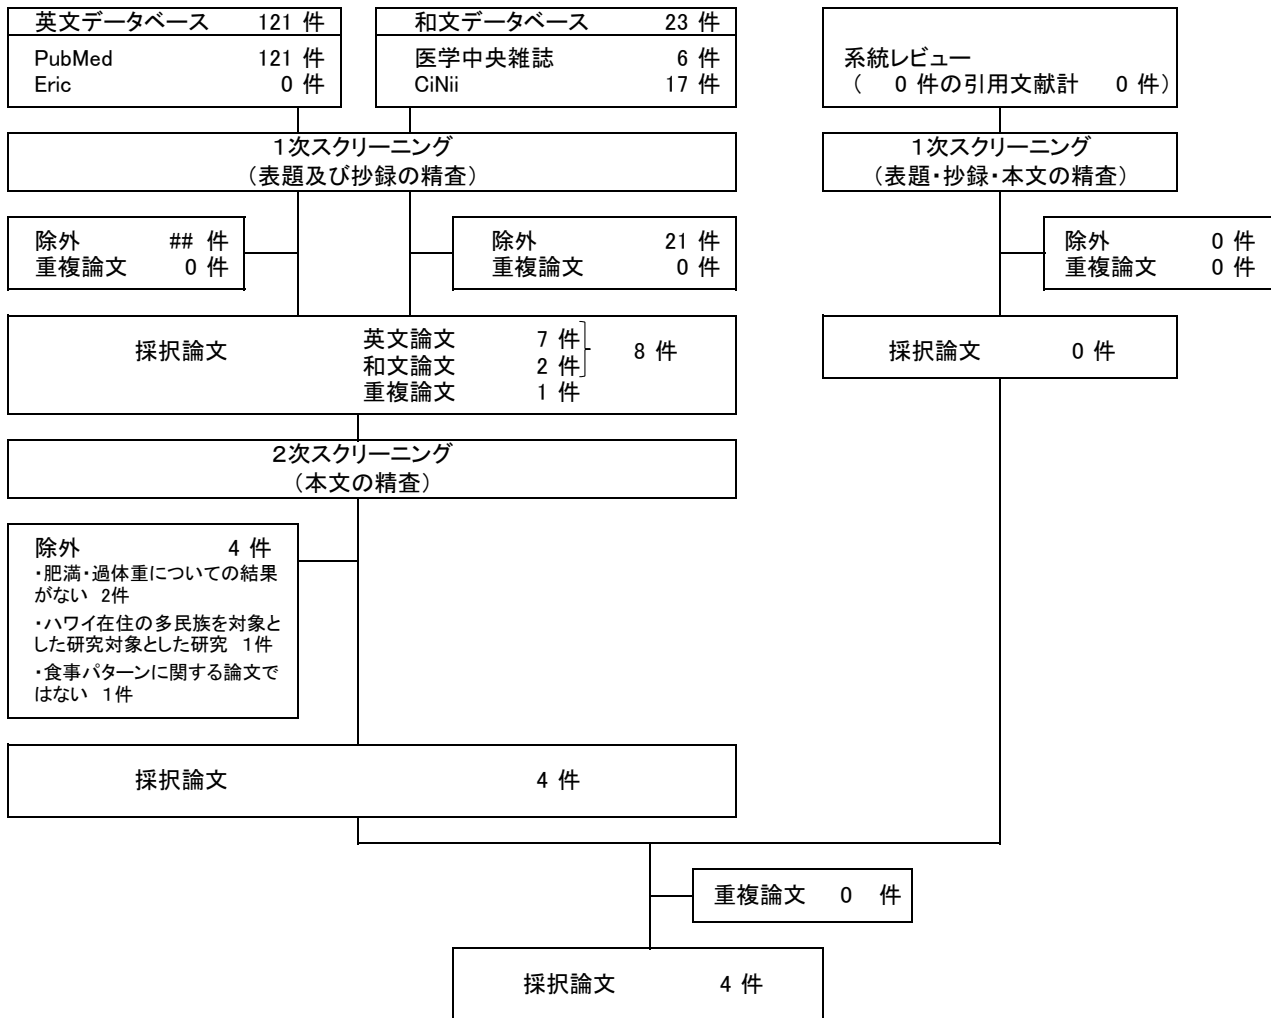 英文データベース 121 件
PubMed 121 件
Eric 0 件
和文データベース 23 件
医学中央雑誌 6 件
CiNii 17 件
系統レビュー
( 0 件の引用文献計 0 件)
1次スクリーニング
(表題及び抄録の精査)
1次スクリーニング
(表題・抄録・本文の精査)
除外 ## 件
重複論文 0 件
除外 21 件
重複論文 0 件
除外 0 件
重複論文 0 件
採択論文
英文論文 7 件
和文論文 2 件
重複論文 1 件
8 件
採択論文 0 件
2次スクリーニング
(本文の精査)
除外 4 件
・肥満・過体重についての結果
がない 2件
・ハワイ在住の多民族を対象と
した研究対象とした研究 1件
・食事パターンに関する論文で
はない 1件
採択論文 4 件
重複論文 0 件
採択論文 4 件